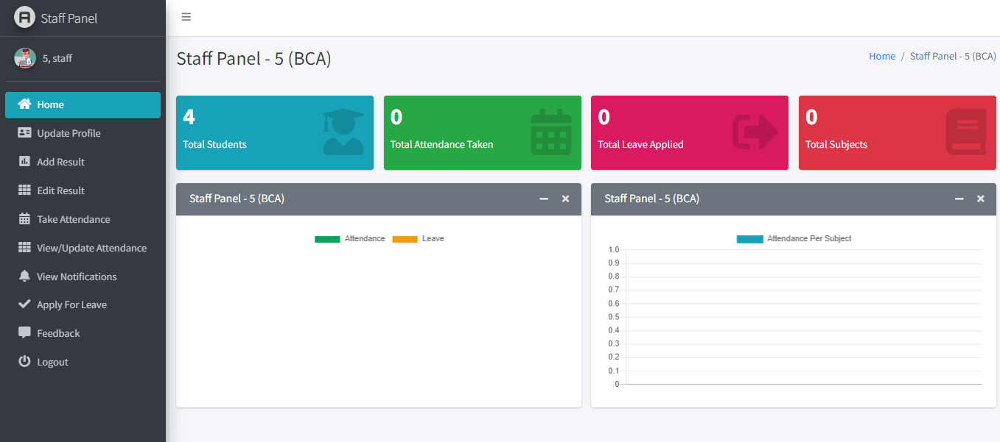 Staff Panel
5, staff
Home
Update Profile
Add Result
Edit Result
Take Attendance
View/Update Attendance
View Notifications
Apply For Leave
Feedback
Logout
Staff Panel - 5 (BCA)
Home / Staff Panel - 5 (BCA)
4
Total Students
0
Total Attendance Taken
0
Total Leave Applied
0
Total Subjects
Staff Panel - 5 (BCA)
Attendance Leave
Staff Panel - 5 (BCA)
Attendance Per Subject
1.0
0.9
0.8
0.7
0.6
0.5
0.4
0.3
0.2
0.1
0